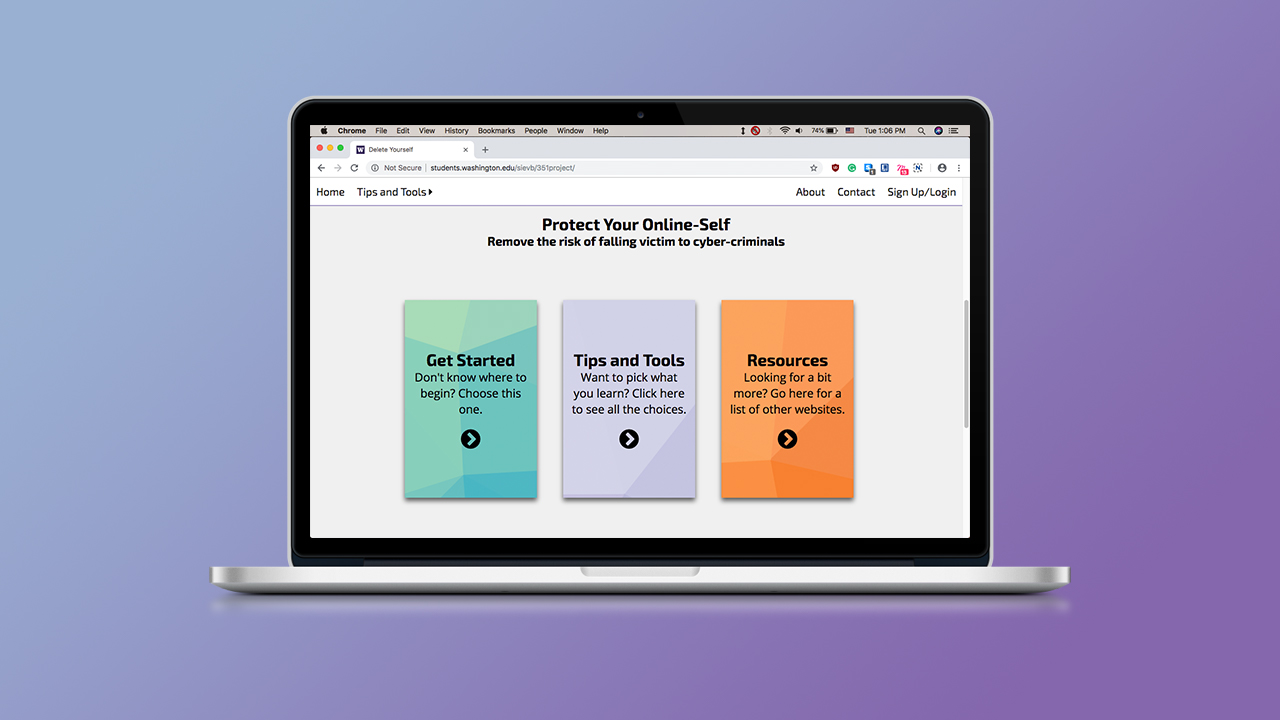 Chrome File Edit View History Bookmarks People Window Help 74% Tue 1:06 PM
Delete Yourself
Not Secure students.washington.edu/sievb/351project/
Home Tips and Tools About Contact Sign Up/Login
Protect Your Online-Self
Remove the risk of falling victim to cyber-criminals
Get Started
Don't know where to
begin? Choose this
one.
Tips and Tools
Want to pick what
you learn? Click here
to see all the choices.
Resources
Looking for a bit
more? Go here for a
list of other websites.